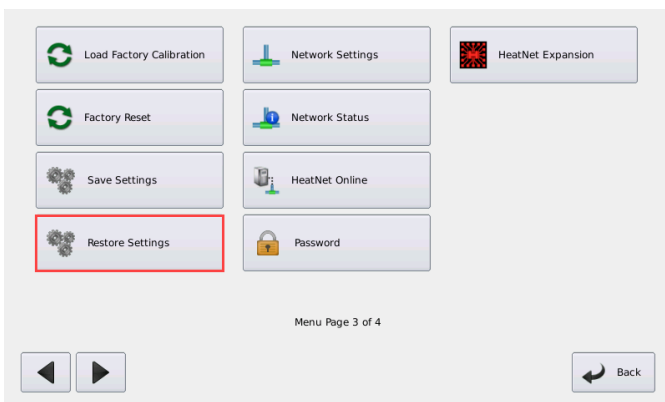 Load Factory Calibration
Network Settings
HeatNet Expansion
Factory Reset
Network Status
Save Settings
HeatNet Online
Restore Settings
Password
Menu Page 3 of 4
Back